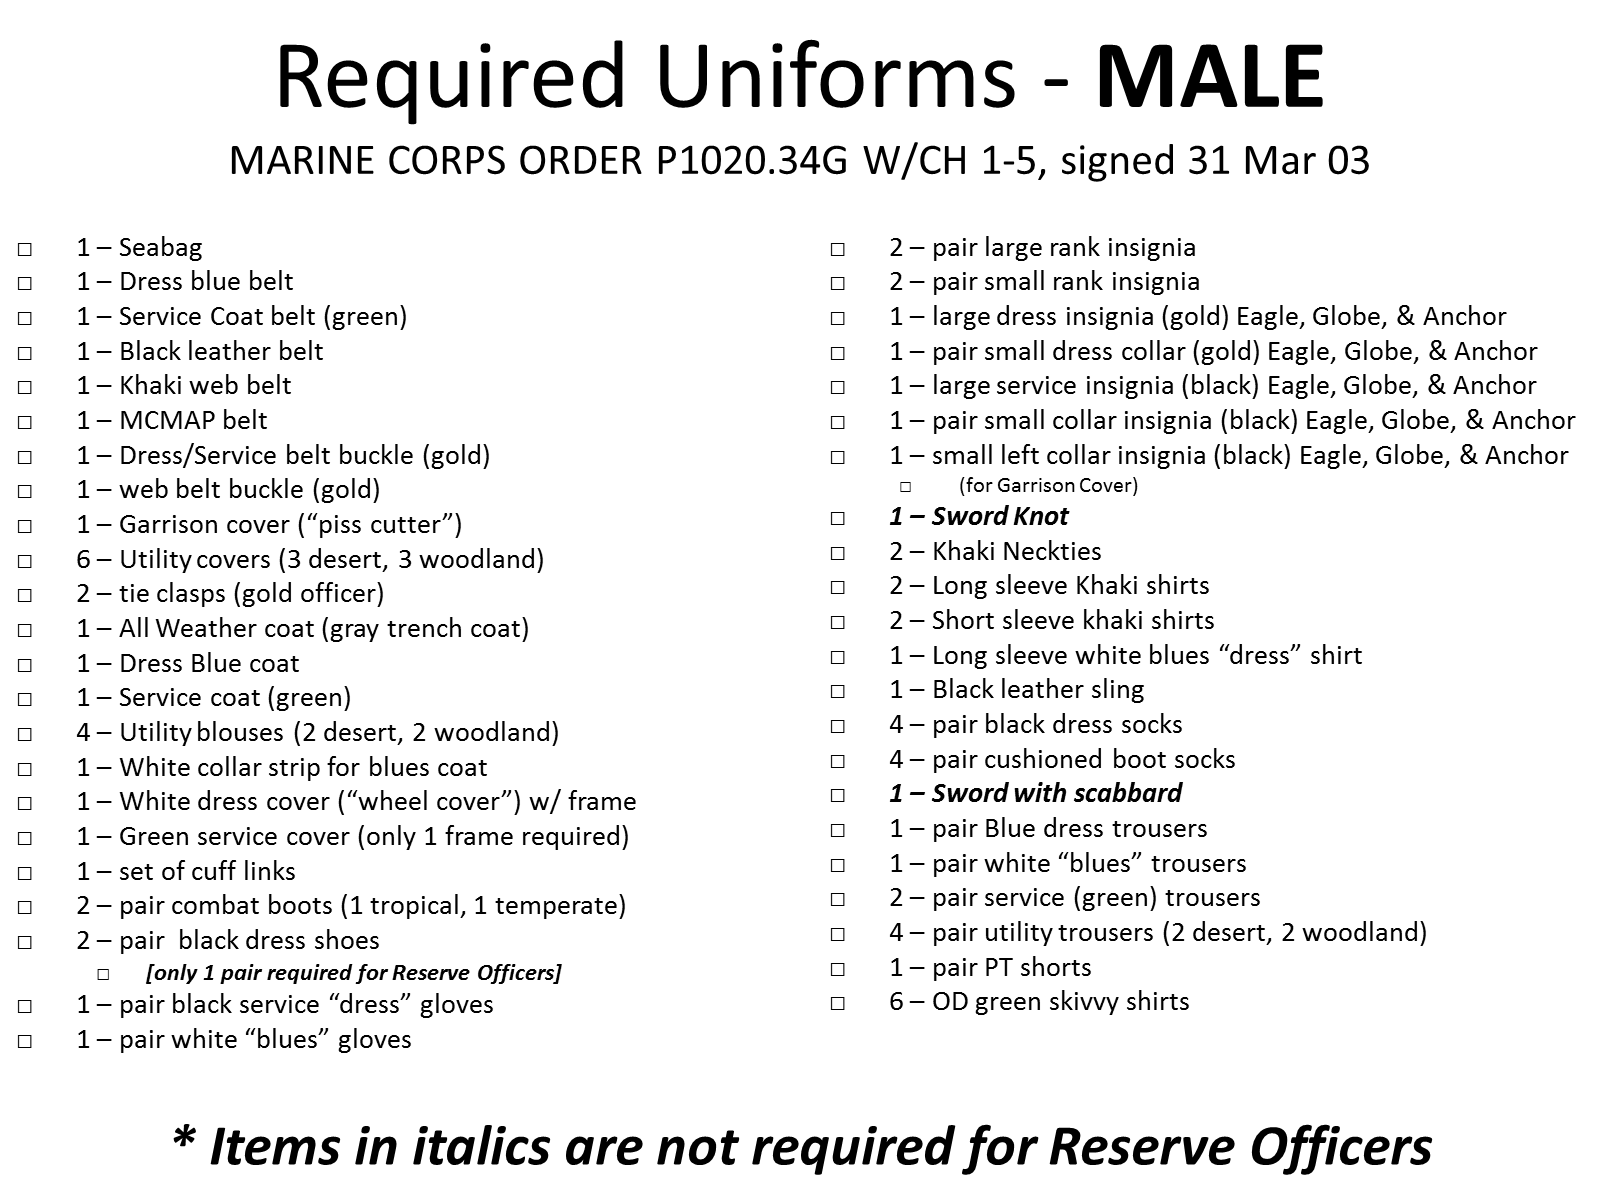 Required Uniforms - MALE
MARINE CORPS ORDER P1020.34G W/CH 1-5, signed 31 Mar 03
□ 1 – Seabag
□ 1 – Dress blue belt
□ 1 – Service Coat belt (green)
□ 1 – Black leather belt
□ 1 – Khaki web belt
□ 1 – MCMAP belt
□ 1 – Dress/Service belt buckle (gold)
□ 1 – web belt buckle (gold)
□ 1 – Garrison cover (“piss cutter”)
□ 6 – Utility covers (3 desert, 3 woodland)
□ 2 – tie clasps (gold officer)
□ 1 – All Weather coat (gray trench coat)
□ 1 – Dress Blue coat
□ 1 – Service coat (green)
□ 4 – Utility blouses (2 desert, 2 woodland)
□ 1 – White collar strip for blues coat
□ 1 – White dress cover (“wheel cover”) w/ frame
□ 1 – Green service cover (only 1 frame required)
□ 1 – set of cuff links
□ 2 – pair combat boots (1 tropical, 1 temperate)
□ 2 – pair  black dress shoes
□ [only 1 pair required for Reserve Officers]
□ 1 – pair black service “dress” gloves
□ 1 – pair white “blues” gloves
□ 2 – pair large rank insignia
□ 2 – pair small rank insignia
□ 1 – large dress insignia (gold) Eagle, Globe, & Anchor
□ 1 – pair small dress collar (gold) Eagle, Globe, & Anchor
□ 1 – large service insignia (black) Eagle, Globe, & Anchor
□ 1 – pair small collar insignia (black) Eagle, Globe, & Anchor
□ 1 – small left collar insignia (black) Eagle, Globe, & Anchor
□ (for Garrison Cover)
□ 1 – Sword Knot
□ 2 – Khaki Neckties
□ 2 – Long sleeve Khaki shirts
□ 2 – Short sleeve khaki shirts
□ 1 – Long sleeve white blues “dress” shirt
□ 1 – Black leather sling
□ 4 – pair black dress socks
□ 4 – pair cushioned boot socks
□ 1 – Sword with scabbard
□ 1 – pair Blue dress trousers
□ 1 – pair white “blues” trousers
□ 2 – pair service (green) trousers
□ 4 – pair utility trousers (2 desert, 2 woodland)
□ 1 – pair PT shorts
□ 6 – OD green skivvy shirts
* Items in italics are not required for Reserve Officers